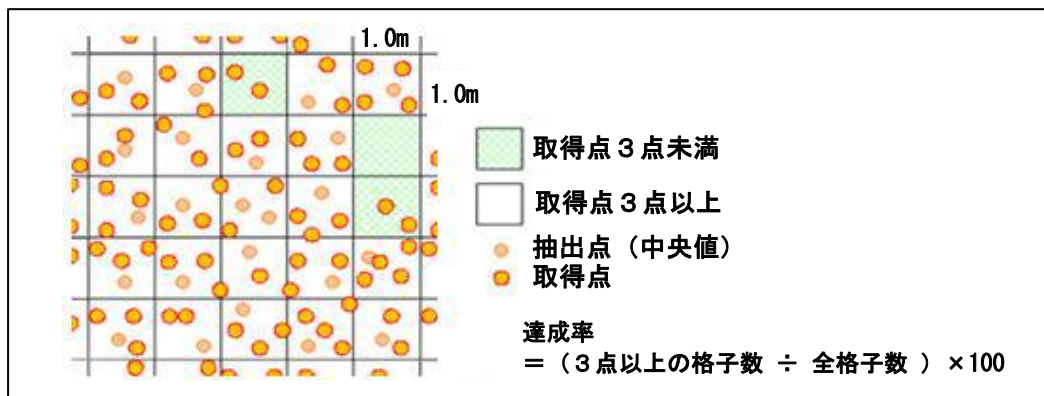 1.0m
1.0m
取得点３点未満
取得点３点以上
抽出点（中央値）
取得点
達成率
＝（３点以上の格子数 ÷ 全格子数 ）×100